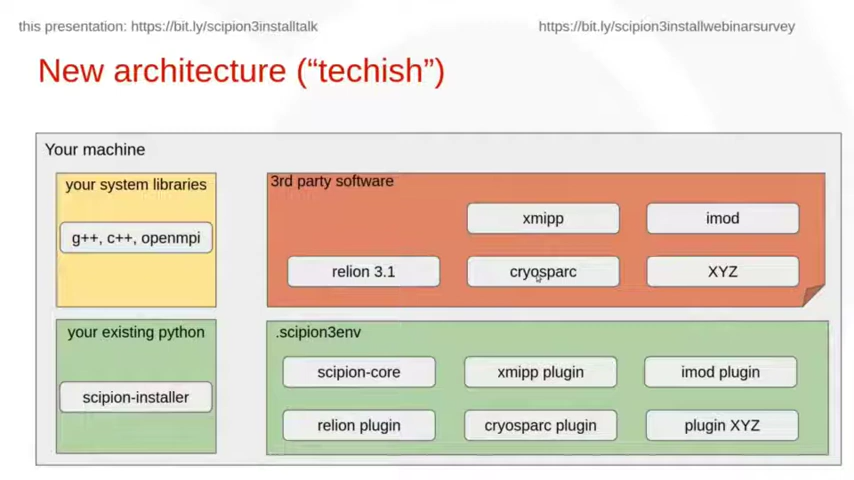 this presentation: https://bit.ly/scipion3installtalk
https://bit.ly/scipion3installwebinarsurvey
New architecture (“techish”)
Your machine
your system libraries
g++, c++, openmpi
3rd party software
xmipp
imod
relion 3.1
cryosparc
XYZ
your existing python
scipion-installer
.scipion3env
scipion-core
xmipp plugin
imod plugin
relion plugin
cryosparc plugin
plugin XYZ